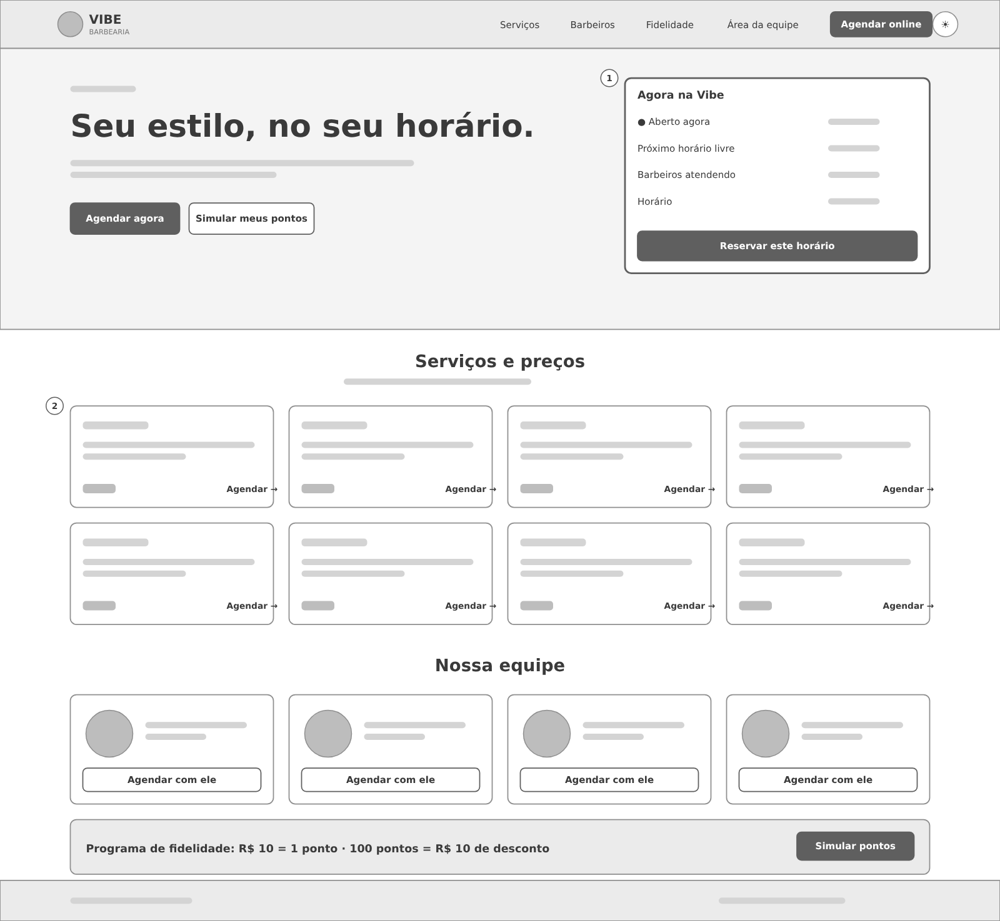 VIBE
BARBEARIA
Serviços
Barbeiros
Fidelidade
Área da equipe
Agendar online
☀
1
Seu estilo, no seu horário.
Agendar agora
Simular meus pontos
Agora na Vibe
● Aberto agora
Próximo horário livre
Barbeiros atendendo
Horário
Reservar este horário
Serviços e preços
2
Agendar →
Agendar →
Agendar →
Agendar →
Agendar →
Agendar →
Agendar →
Agendar →
Nossa equipe
Agendar com ele
Agendar com ele
Agendar com ele
Agendar com ele
Programa de fidelidade: R$ 10 = 1 ponto · 100 pontos = R$ 10 de desconto
Simular pontos